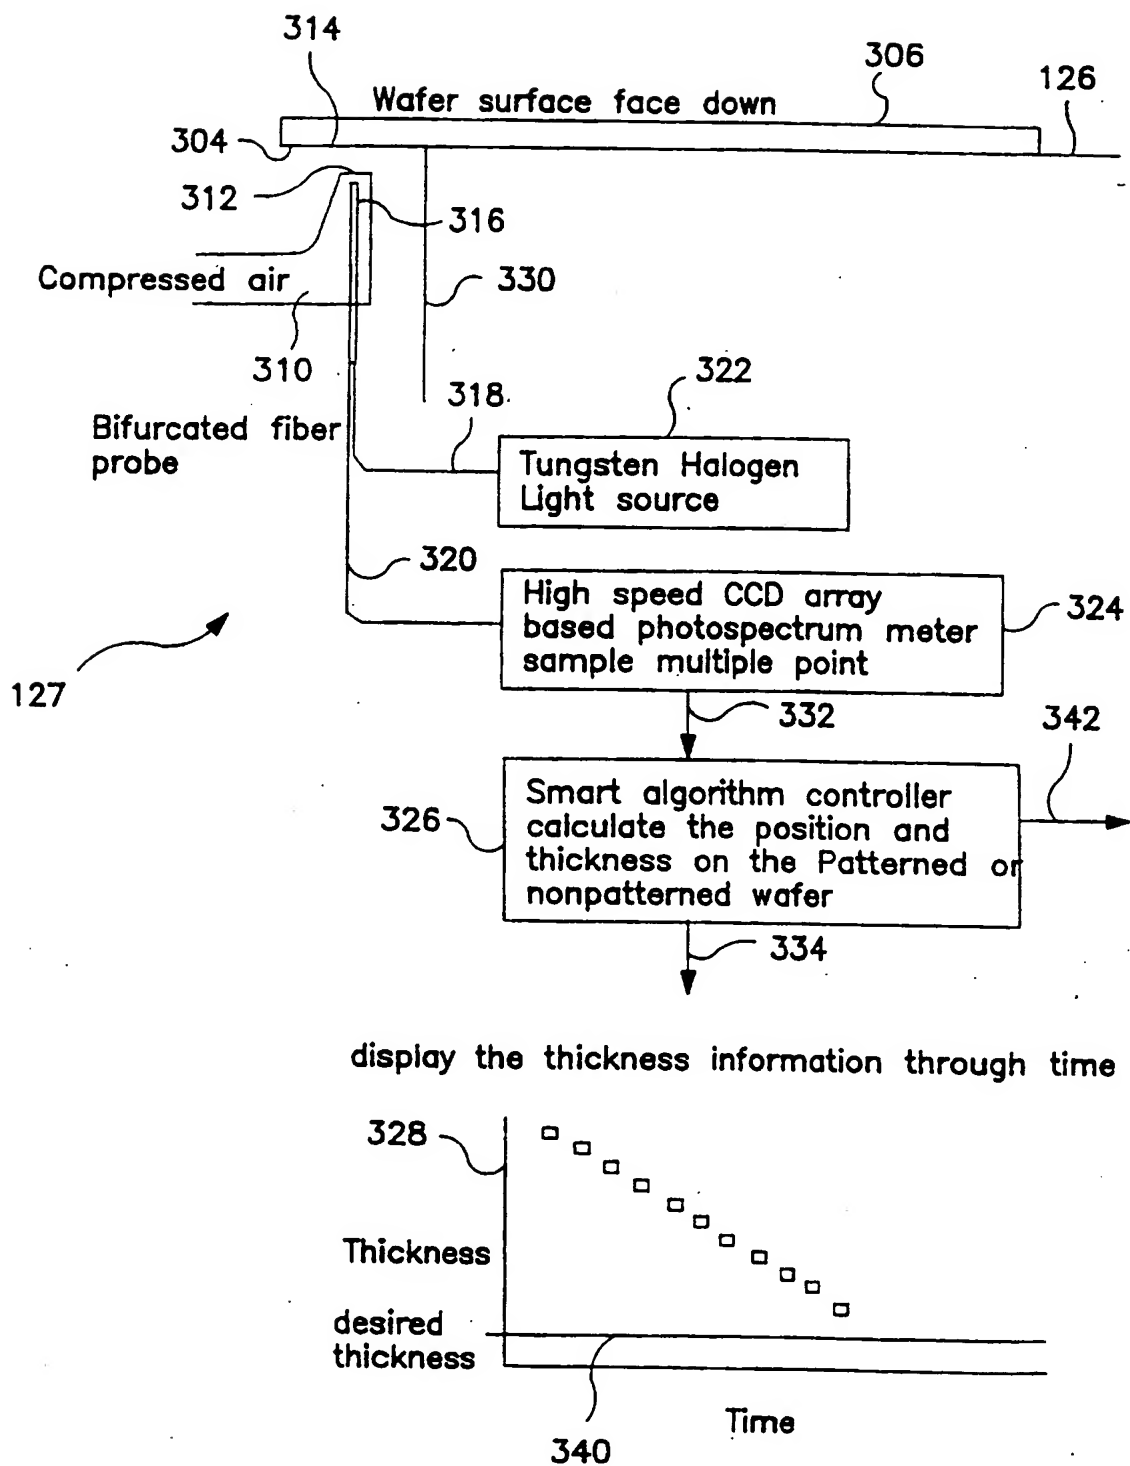 314
306
126
Wafer surface face down
304
312
316
Compressed air
330
310
322
318
Bifurcated fiber
probe
Tungsten Halogen
Light source
320
High speed CCD array
based photospectrum meter
sample multiple point
324
127
332
342
Smart algorithm controller
calculate the position and
thickness on the Patterned or
nonpatterned wafer
326
334
display the thickness information through time
328
Thickness
desired
thickness
Time
340